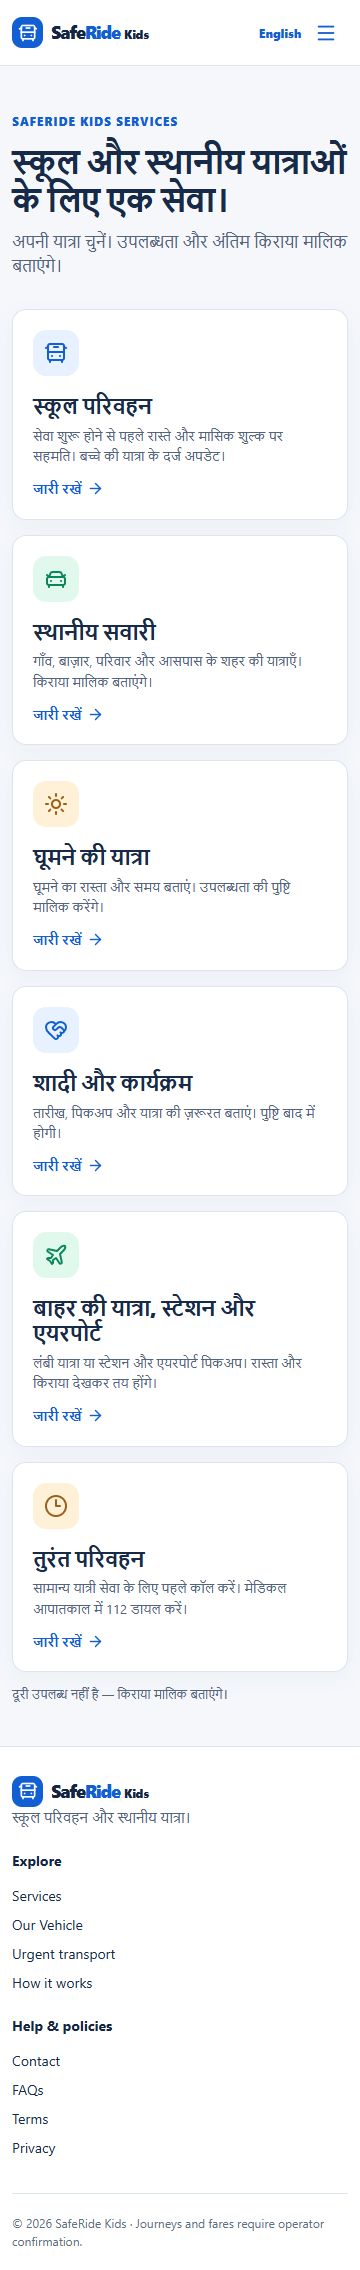 SafeRide Kids
English
SAFERIDE KIDS SERVICES
स्कूल और स्थानीय यात्राओं
के लिए एक सेवा।
अपनी यात्रा चुनें। उपलब्धता और अंतिम किराया मालिक
बताएंगे।
स्कूल परिवहन
सेवा शुरू होने से पहले रास्ते और मासिक शुल्क पर
सहमति। बच्चे की यात्रा के दर्ज अपडेट।
जारी रखें →
स्थानीय सवारी
गाँव, बाज़ार, परिवार और आसपास के शहर की यात्राएँ।
किराया मालिक बताएंगे।
जारी रखें →
घूमने की यात्रा
घूमने का रास्ता और समय बताएं। उपलब्धता की पुष्टि
मालिक करेंगे।
जारी रखें →
शादी और कार्यक्रम
तारीख, पिकअप और यात्रा की ज़रूरत बताएं। पुष्टि बाद में
होगी।
जारी रखें →
बाहर की यात्रा, स्टेशन और
एयरपोर्ट
लंबी यात्रा या स्टेशन और एयरपोर्ट पिकअप। रास्ता और
किराया देखकर तय होंगे।
जारी रखें →
तुरंत परिवहन
सामान्य यात्री सेवा के लिए पहले कॉल करें। मेडिकल
आपातकाल में 112 डायल करें।
जारी रखें →
दूरी उपलब्ध नहीं है — किराया मालिक बताएंगे।
SafeRide Kids
स्कूल परिवहन और स्थानीय यात्रा।
Explore
Services
Our Vehicle
Urgent transport
How it works
Help & policies
Contact
FAQs
Terms
Privacy
© 2026 SafeRide Kids · Journeys and fares require operator
confirmation.